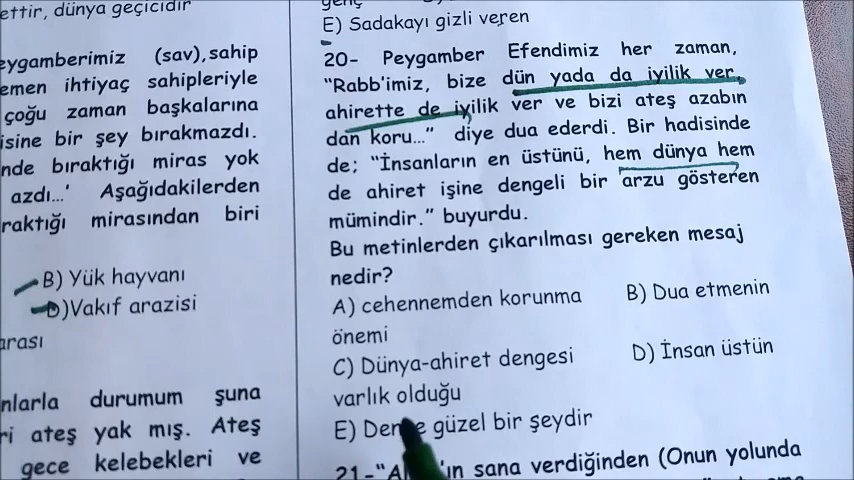 ettir, dünya geçicidir
eygamberimiz (sav), sahip
emen ihtiyaç sahipleriyle
çoğu zaman başkalarına
isine bir şey bırakmazdı.
nde bıraktığı miras yok
azdı...' Aşağıdakilerden
raktığı mirasından biri
B) Yük hayvanı
D)Vakıf arazisi
arası
nlarla durumum şuna
ri ateş yak mış. Ateş
gece kelebekleri ve
genç
E) Sadakayı gizli veren
20- Peygamber Efendimiz her zaman,
"Rabb'imiz, bize dün yada da iyilik ver,
ahirette de iyilik ver ve bizi ateş azabın
dan koru..." diye dua ederdi. Bir hadisinde
de; "İnsanların en üstünü, hem dünya hem
de ahiret işine dengeli bir arzu gösteren
mümindir." buyurdu.
Bu metinlerden çıkarılması gereken mesaj
nedir?
A) cehennemden korunma B) Dua etmenin
önemi
C) Dünya-ahiret dengesi D) İnsan üstün
varlık olduğu
E) güzel bir şeydir
21-" ın sana verdiğinden (Onun yolunda